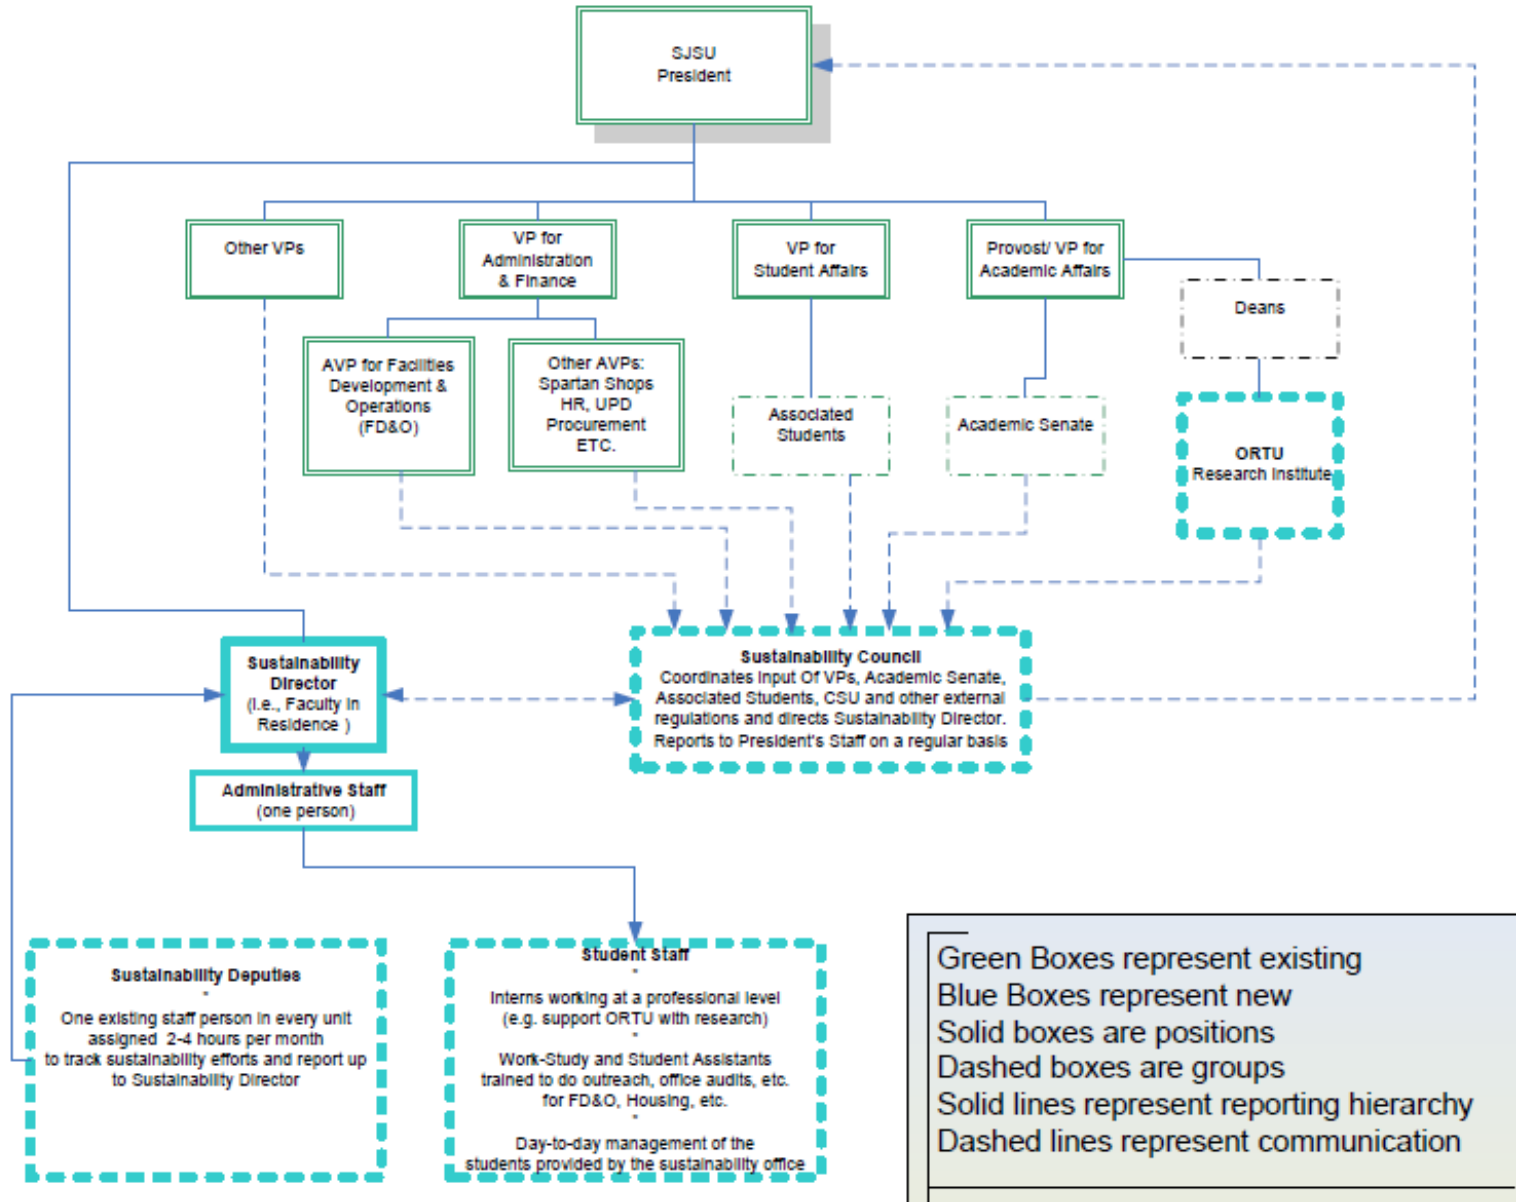 SJSU
President
Other VPs
VP for
Administration
& Finance
VP for
Student Affairs
Provost/ VP for
Academic Affairs
Deans
AVP for Facilities
Development &
Operations
(FD&O)
Other AVPs:
Spartan Shops
HR, UPD
Procurement
ETC.
Associated
Students
Academic Senate
ORTU
Research Institute
Sustainability
Director
(i.e., Faculty in
Residence )
Sustainability Council
Coordinates Input Of VPs, Academic Senate,
Associated Students, CSU and other external
regulations and directs Sustainability Director.
Reports to President's Staff on a regular basis
Administrative Staff
(one person)
Sustainability Deputies
"
One existing staff person in every unit
assigned 2-4 hours per month
to track sustainability efforts and report up
to Sustainability Director
Student Staff
"
Interns working at a professional level
(e.g. support ORTU with research)
"
Work-Study and Student Assistants
trained to do outreach, office audits, etc.
for FD&O, Housing, etc.
"
Day-to-day management of the
students provided by the sustainability office
Green Boxes represent existing
Blue Boxes represent new
Solid boxes are positions
Dashed boxes are groups
Solid lines represent reporting hierarchy
Dashed lines represent communication